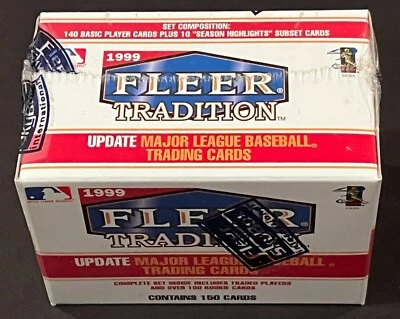 SET COMPOSITION:
140 BASIC PLAYER CARDS PLUS 10 "SEASON HIGHLIGHTS" SUBSET CARDS
1999
FLEER
TRADITION™
International
UPDATE MAJOR LEAGUE BASEBALL®
TRADING CARDS
1999
FLEER
TRADITION
UPDATE MAJOR LEAGUE BASEBALL
TRADING CARDS
COMPLETE SET INSIDE INCLUDES TRADED PLAYERS
AND OVER 100 ROOKIE CARDS
CONTAINS 150 CARDS